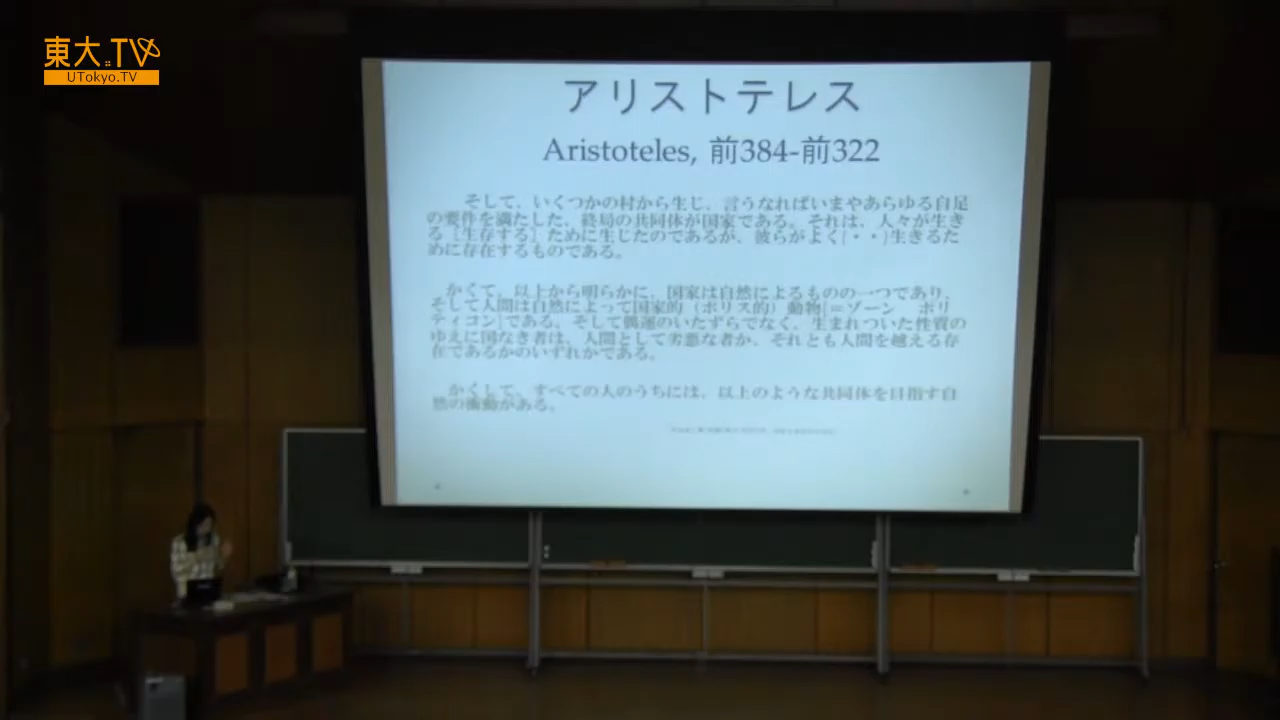 東大.TV
UTokyo.TV
アリストテレス
Aristoteles, 前384-前322
そして、いくつかの村から生じ、言うなればいまやあらゆる自足
の要件を満たした、終局の共同体が国家である。それは、人々が生き
る［生存する］ために生じたのであるが、彼らがよく[・・]生きるた
めに存在するものである。
かくて、以上から明らかに、国家は自然によるものの一つであり、
そして人間は自然によって国家的（ポリス的）動物[＝ゾーン ポリ
ティコン]である。そして偶運のいたずらでなく、生まれついた性質の
ゆえに国なき者は、人間として劣悪な者か、それとも人間を越える存
在であるかのいずれかである。
かくして、すべての人のうちには、以上のような共同体を目指す自
然の衝動がある。